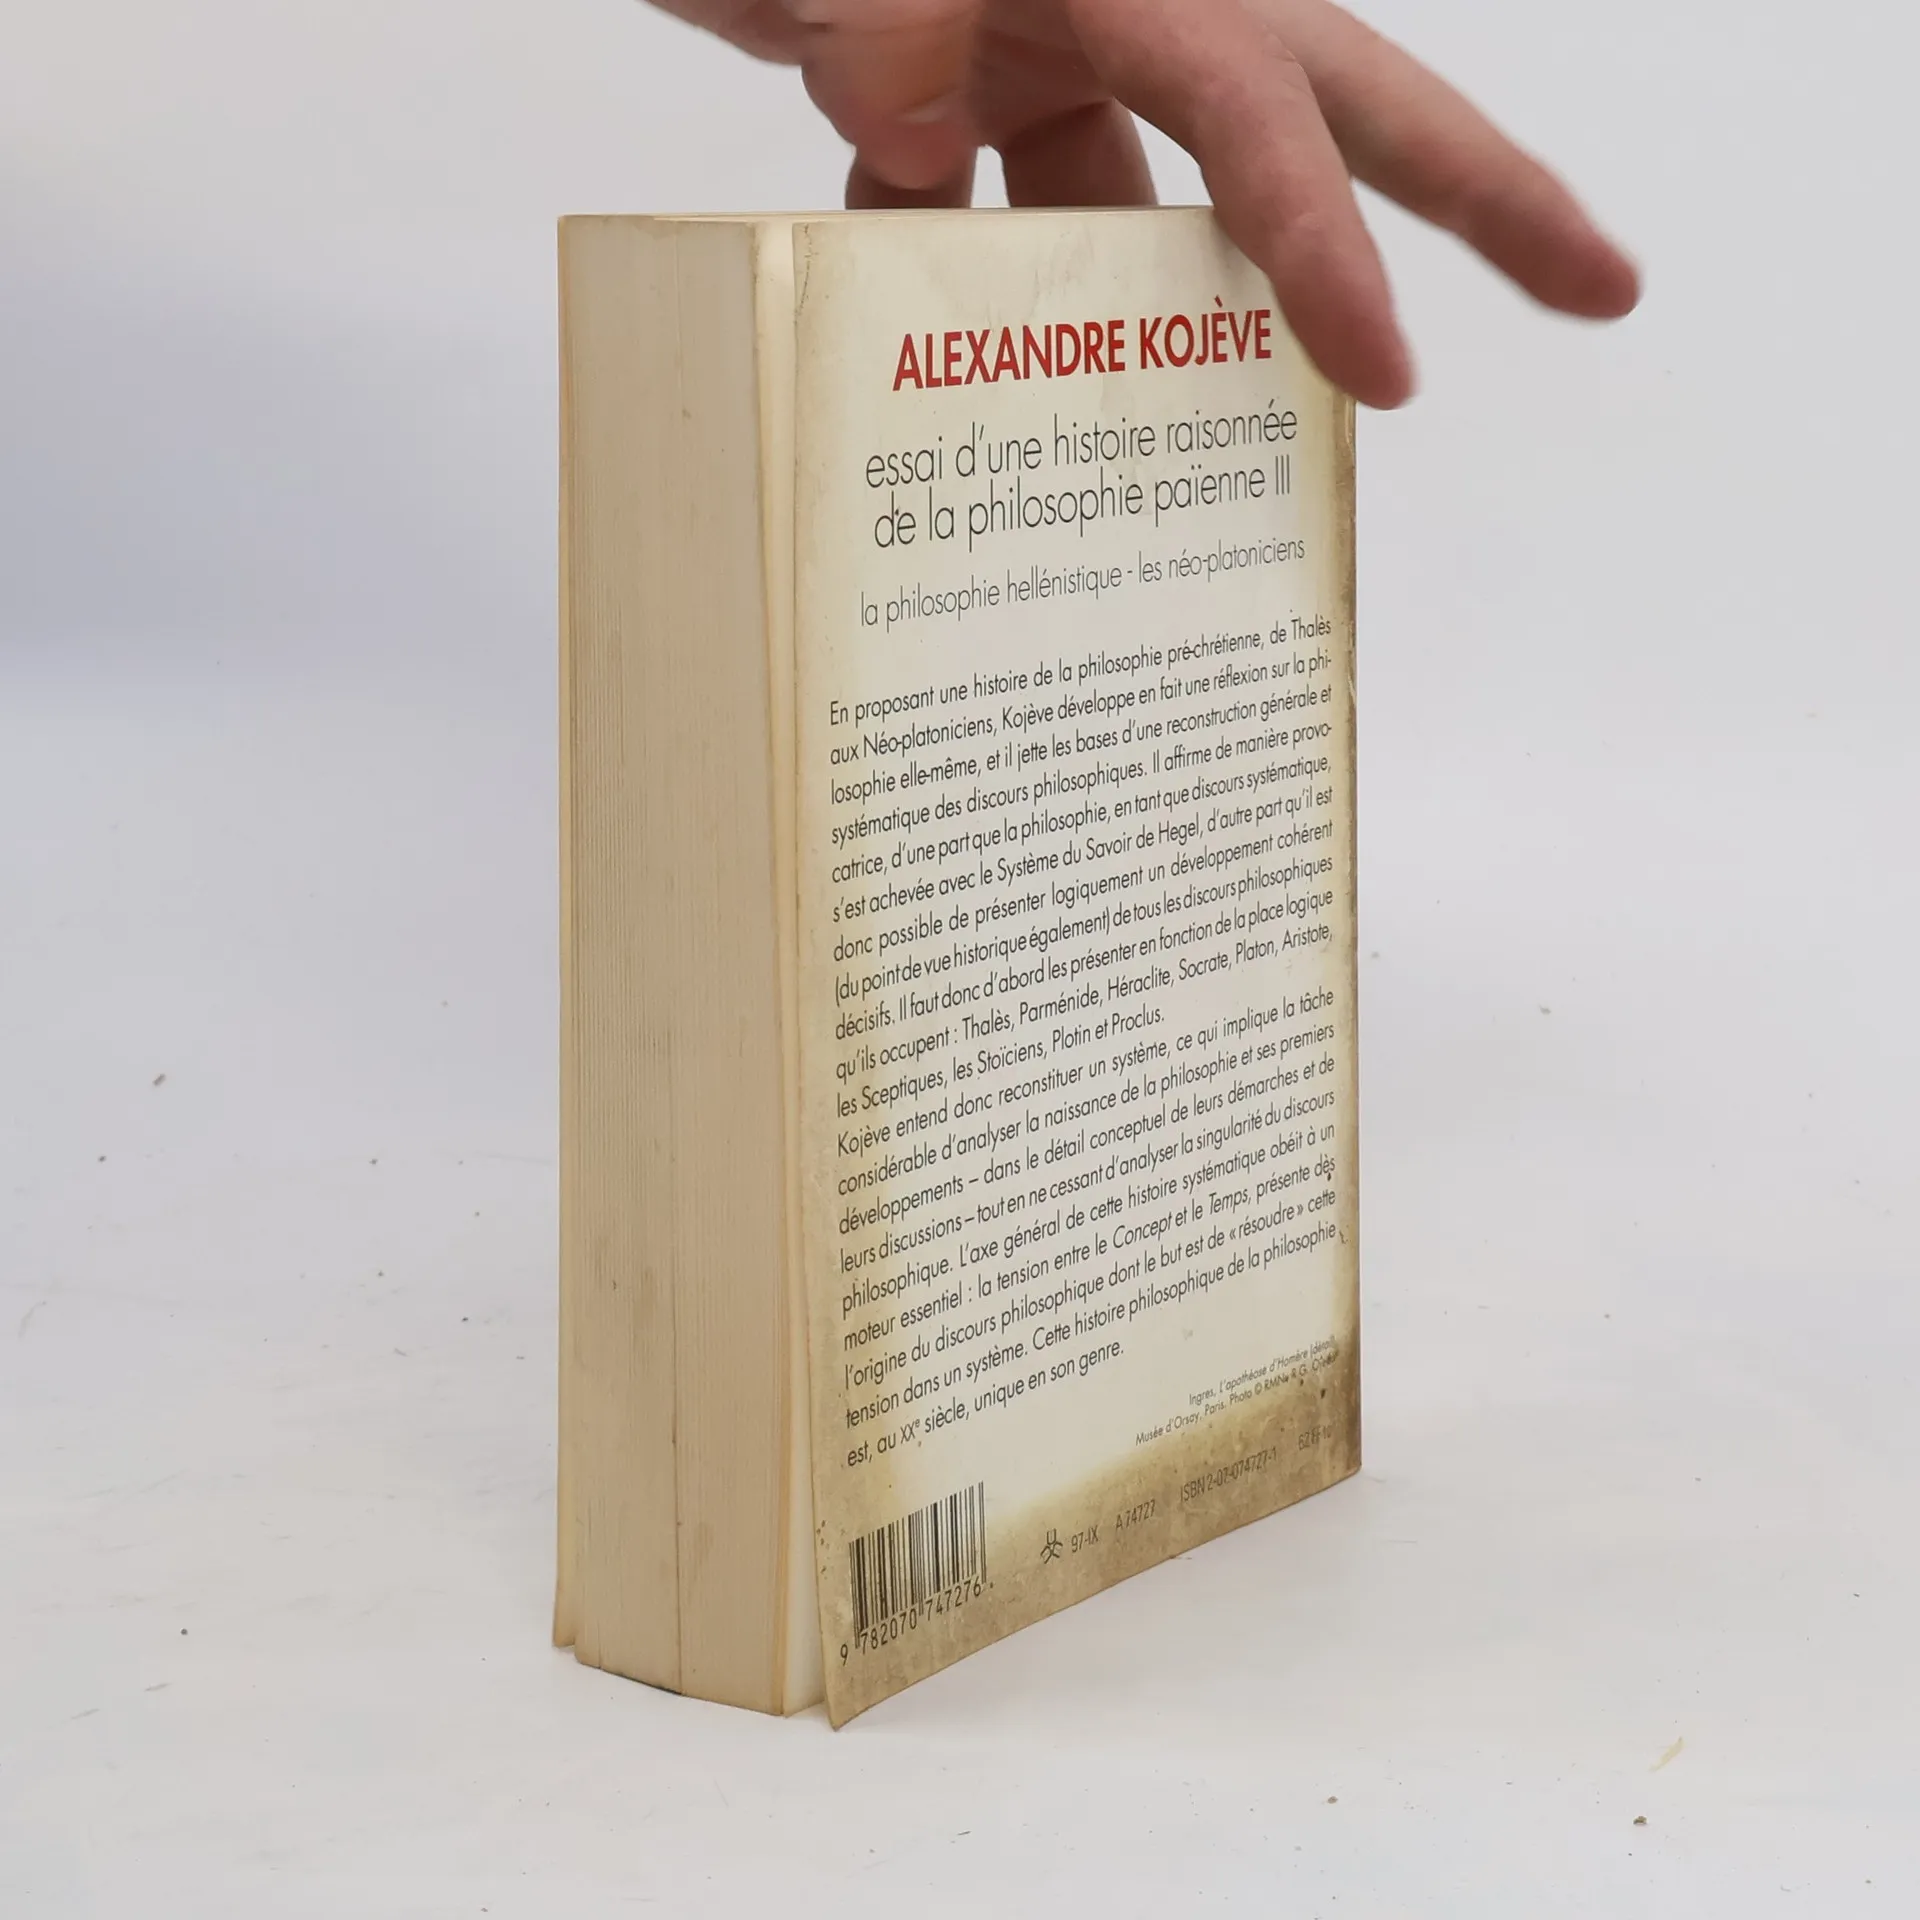 ALEXANDRE KOJÈVE
essai d'une histoire raisonnée
de la philosophie païenne III
la philosophie hellénistique - les néo-platoniciens
En proposant une histoire de la philosophie pré-chrétienne, de Thalès
aux Néo-platoniciens, Kojève développe en fait une réflexion sur la phi-
losophie elle-même, et il jette les bases d'une reconstruction générale et
systématique des discours philosophiques. Il affirme de manière provo-
catrice, d'une part que la philosophie, en tant que discours systématique,
s'est achevée avec le Système du Savoir de Hegel, d'autre part qu'il est
donc possible de présenter logiquement un développement cohérent
(du point de vue historique également) de tous les discours philosophiques
décisifs. Il faut donc d'abord les présenter en fonction de la place logique
qu'ils occupent : Thalès, Parménide, Héraclite, Socrate, Platon, Aristote,
les Sceptiques, les Stoïciens, Plotin et Proclus.
Kojève entend donc reconstituer un système, ce qui implique la tâche
considérable d'analyser la naissance de la philosophie et ses premiers
développements – dans le détail conceptuel de leurs démarches et de
leurs discussions – tout en ne cessant d'analyser la singularité du discours
philosophique. L'axe général de cette histoire systématique obéit à un
moteur essentiel : la tension entre le Concept et le Temps, présente dès
l'origine du discours philosophique dont le but est de « résoudre » cette
tension dans un système. Cette histoire philosophique de la philosophie
est, au XXe siècle, unique en son genre.
Ingres, L'apothéose d'Homère (détail).
Musée d'Orsay, Paris. Photo © RMN - R.G. Ojeda
97-IX A 74727 ISBN 2-07-074727-1
9 782070 747276